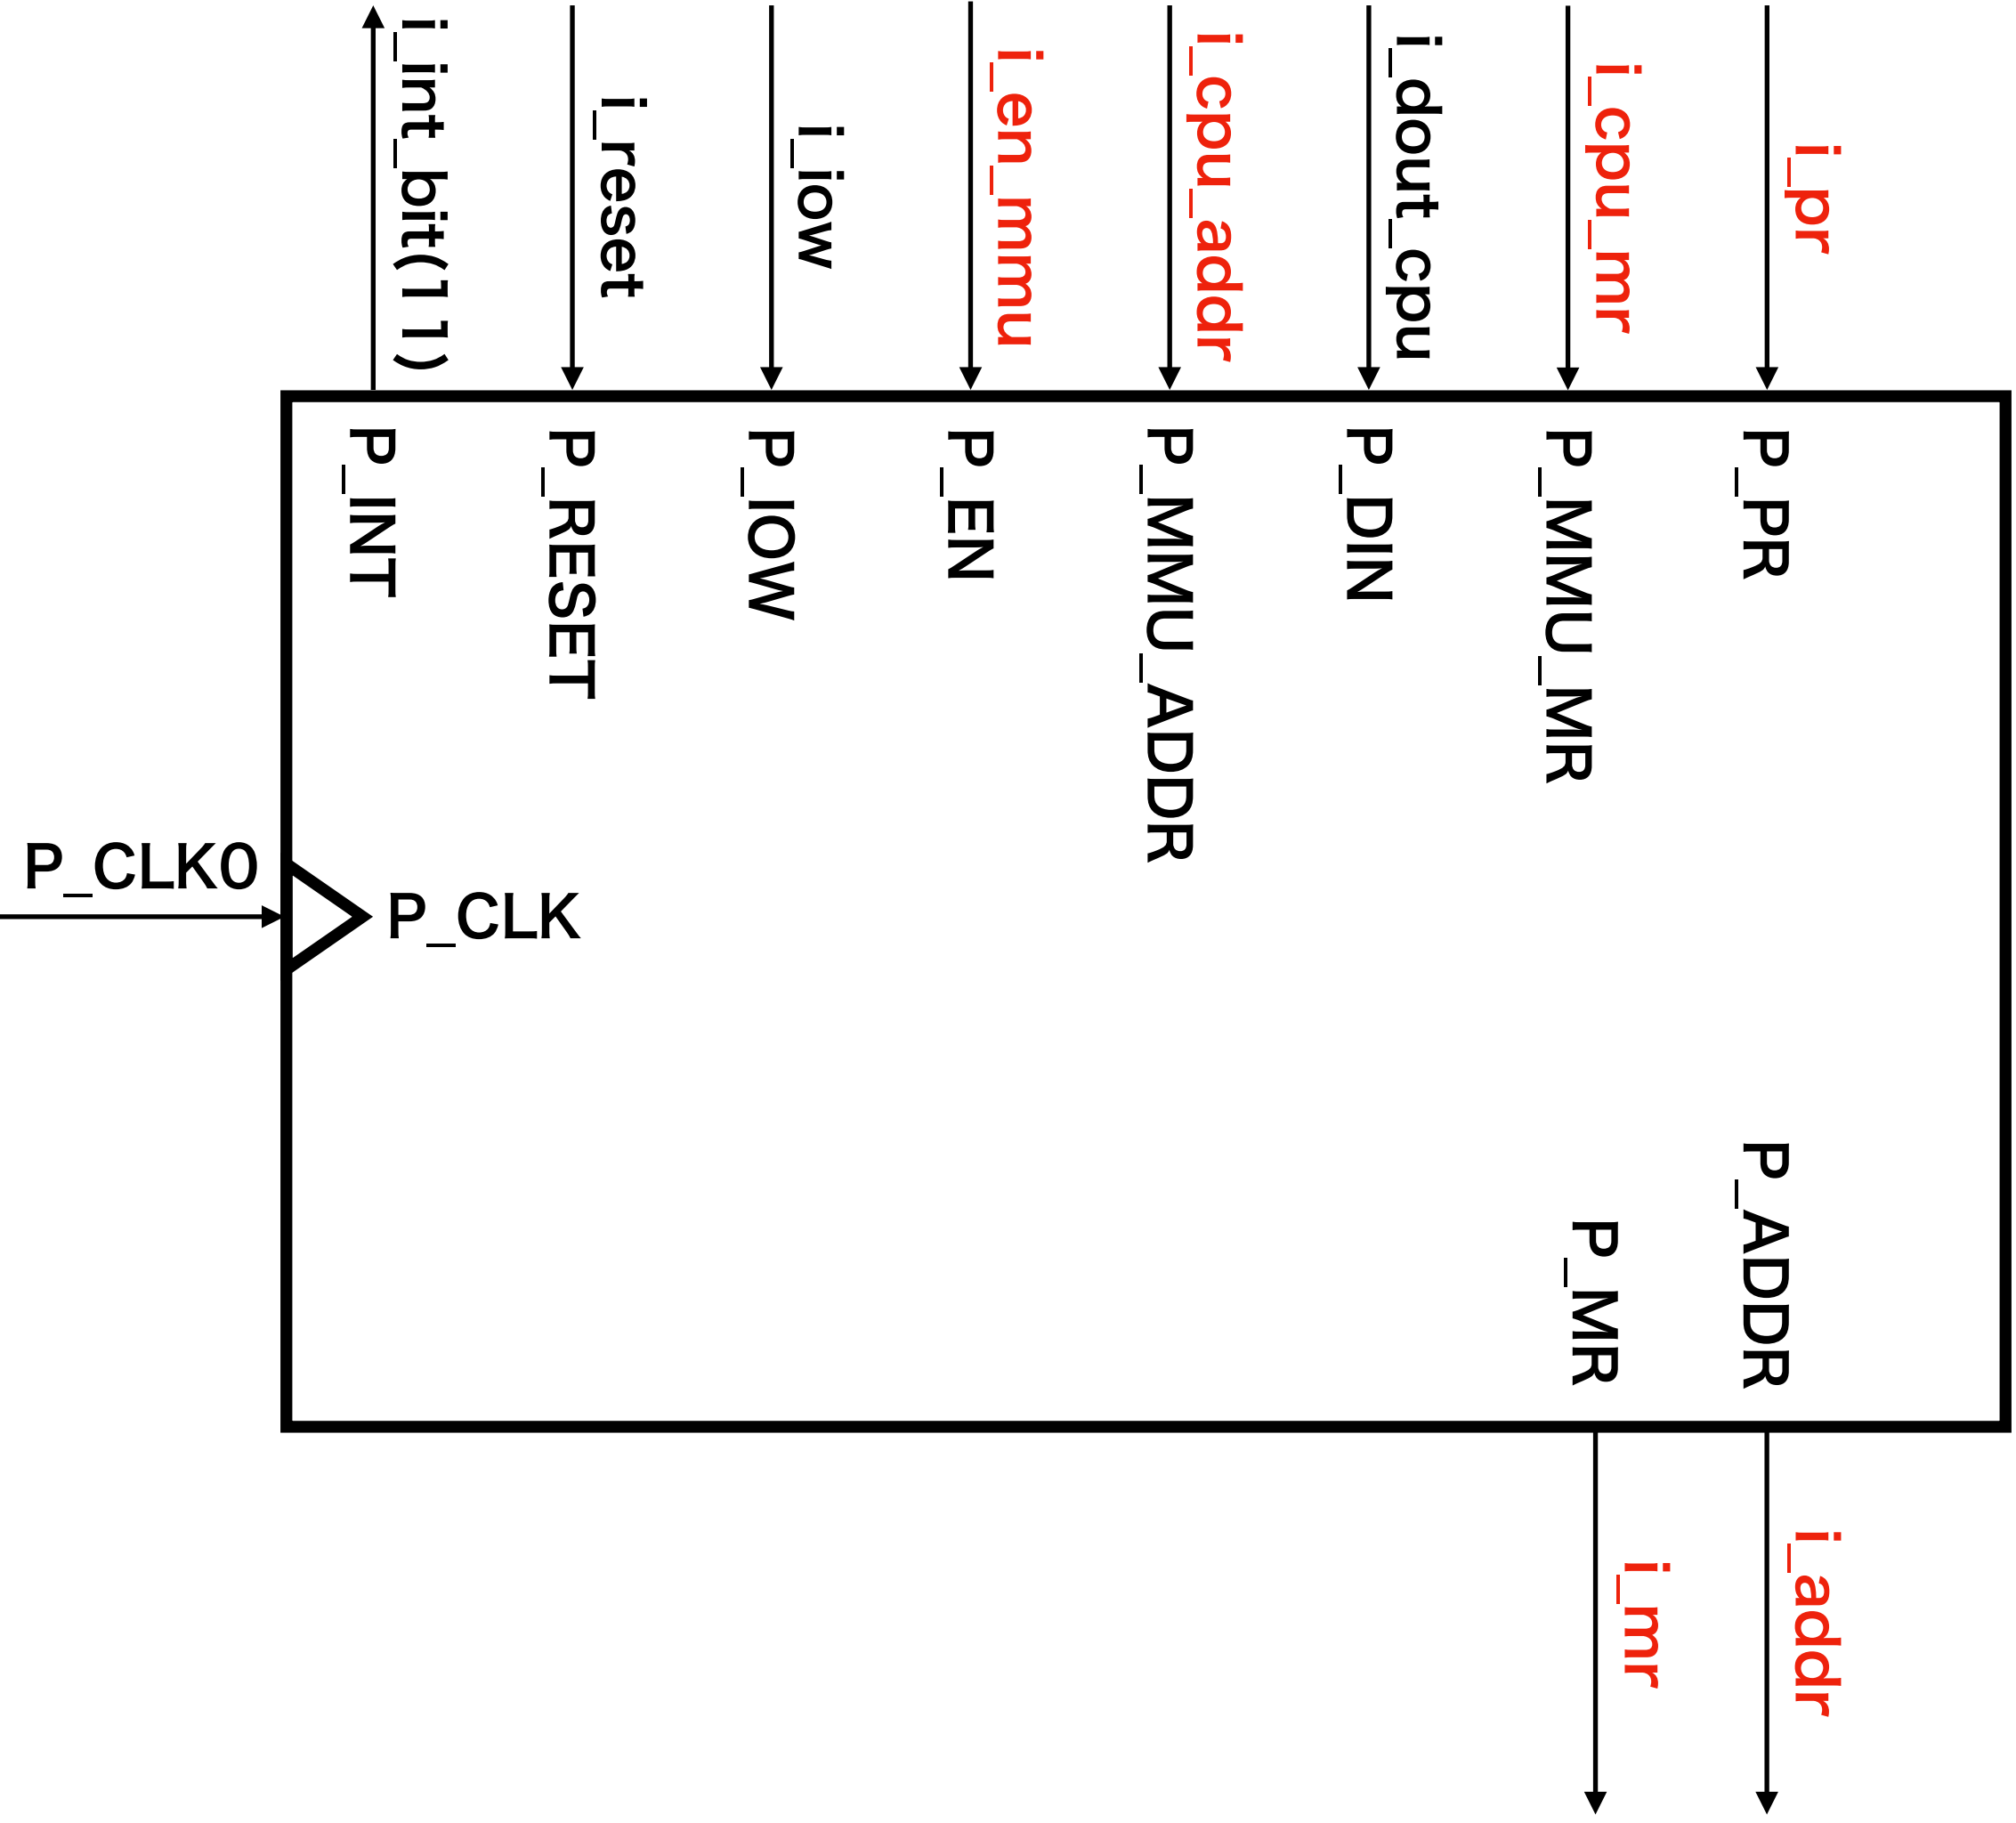 i_int_bit(11)
i_reset
i_iow
i_en_mmu
i_cpu_addr
i_dout_cpu
i_cpu_mr
i_pr
P_INT
P_RESET
P_IOW
P_EN
P_MMU_ADDR
P_DIN
P_MMU_MR
P_PR
P_CLK0
P_CLK
P_MR
P_ADDR
i_mr
i_addr